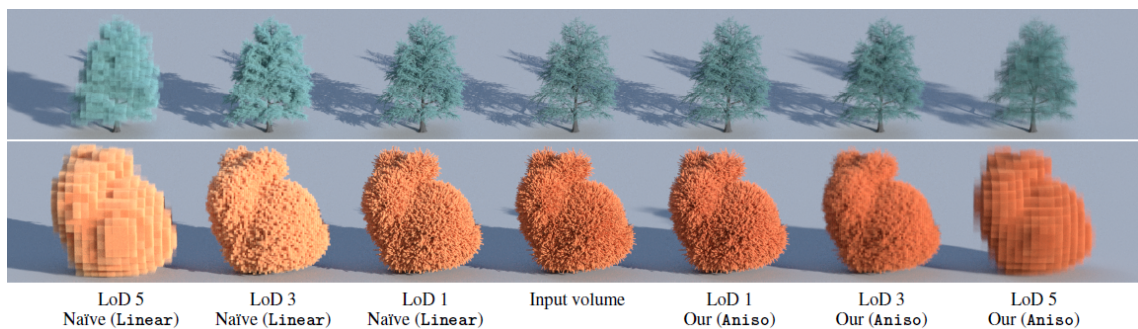 LoD 5 LoD 3 LoD 1 Input volume LoD 1 LoD 3 LoD 5
Naïve (Linear) Naïve (Linear) Naïve (Linear) Our (Aniso) Our (Aniso) Our (Aniso)